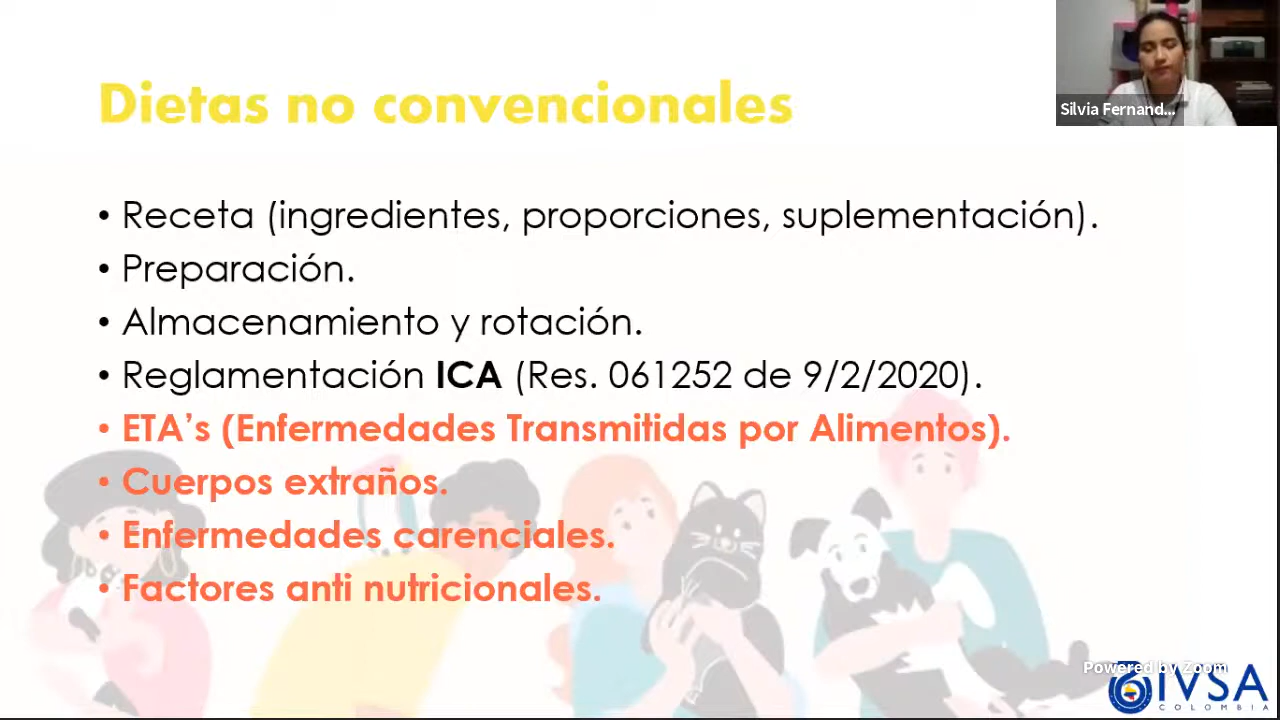 Dietas no convencionales
Silvia Fernand...
• Receta (ingredientes, proporciones, suplementación).
• Preparación.
• Almacenamiento y rotación.
• Reglamentación ICA (Res. 061252 de 9/2/2020).
• ETA’s (Enfermedades Transmitidas por Alimentos).
• Cuerpos extraños.
• Enfermedades carenciales.
• Factores anti nutricionales.
Powered by Zoom
IVSA
COLOMBIA